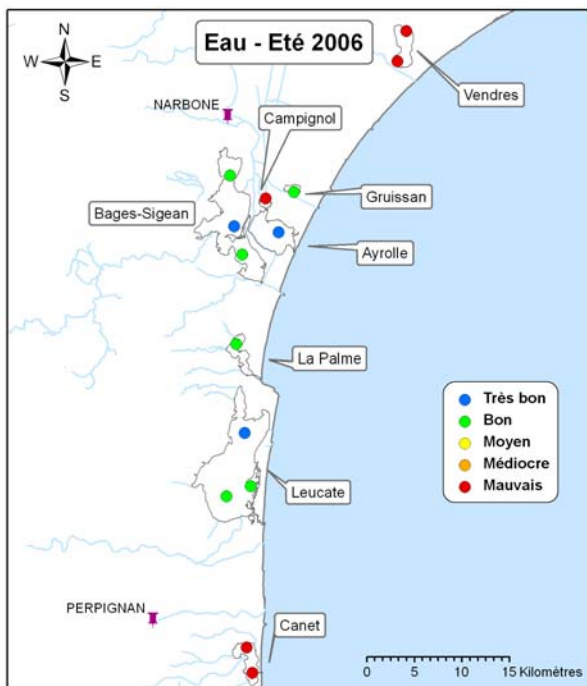 Eau - Eté 2006
N
W E
S
Vendres
NARBONE
Campignol
Gruissan
Bages-Sigean
Ayrolle
La Palme
Très bon
Bon
Moyen
Médiocre
Mauvais
Leucate
PERPIGNAN
Canet
0 5 10 15 Kilomètres